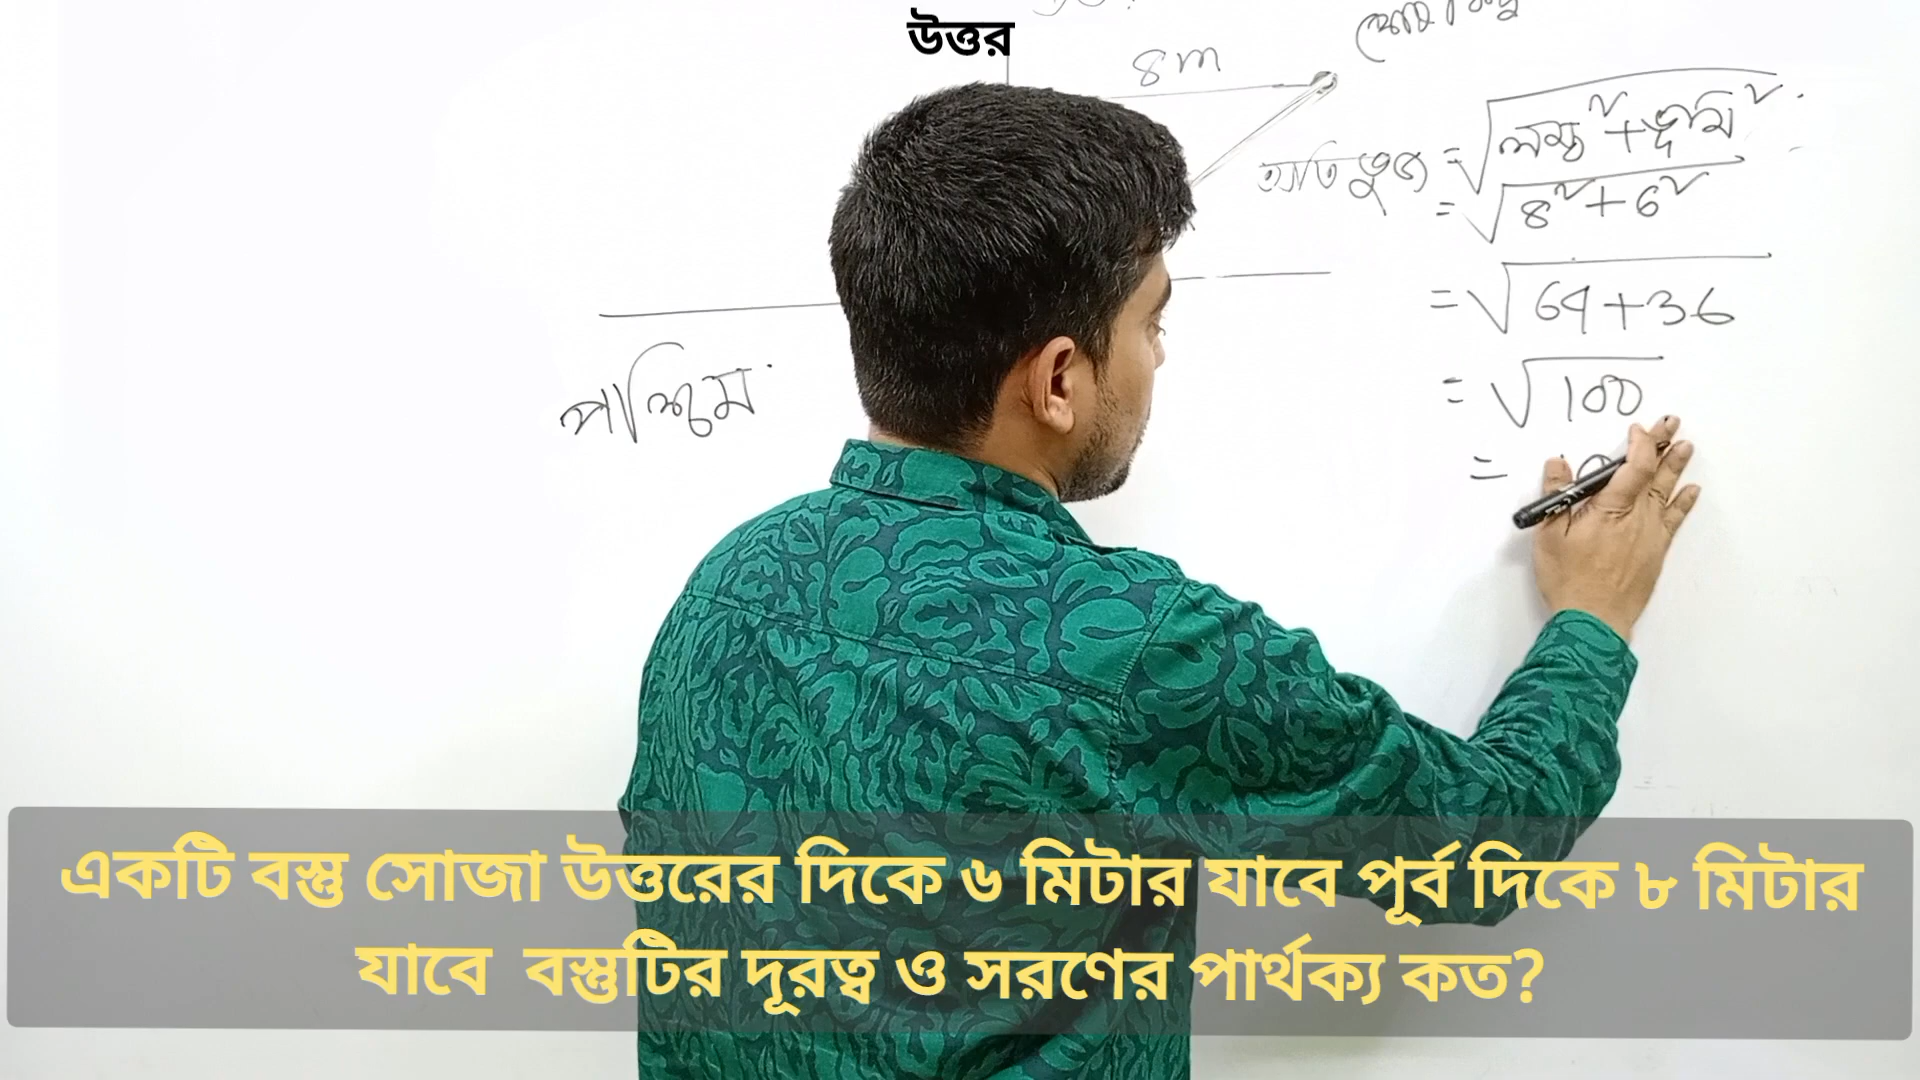 উত্তর
8m
অতিভুজ = √লম্ব²+ভূমি²
= √8²+6²
= √64+36
= √100
=
পশ্চিম
একটি বস্তু সোজা উত্তরের দিকে ৬ মিটার যাবে পূর্ব দিকে ৮ মিটার
যাবে বস্তুটির দূরত্ব ও সরণের পার্থক্য কত?